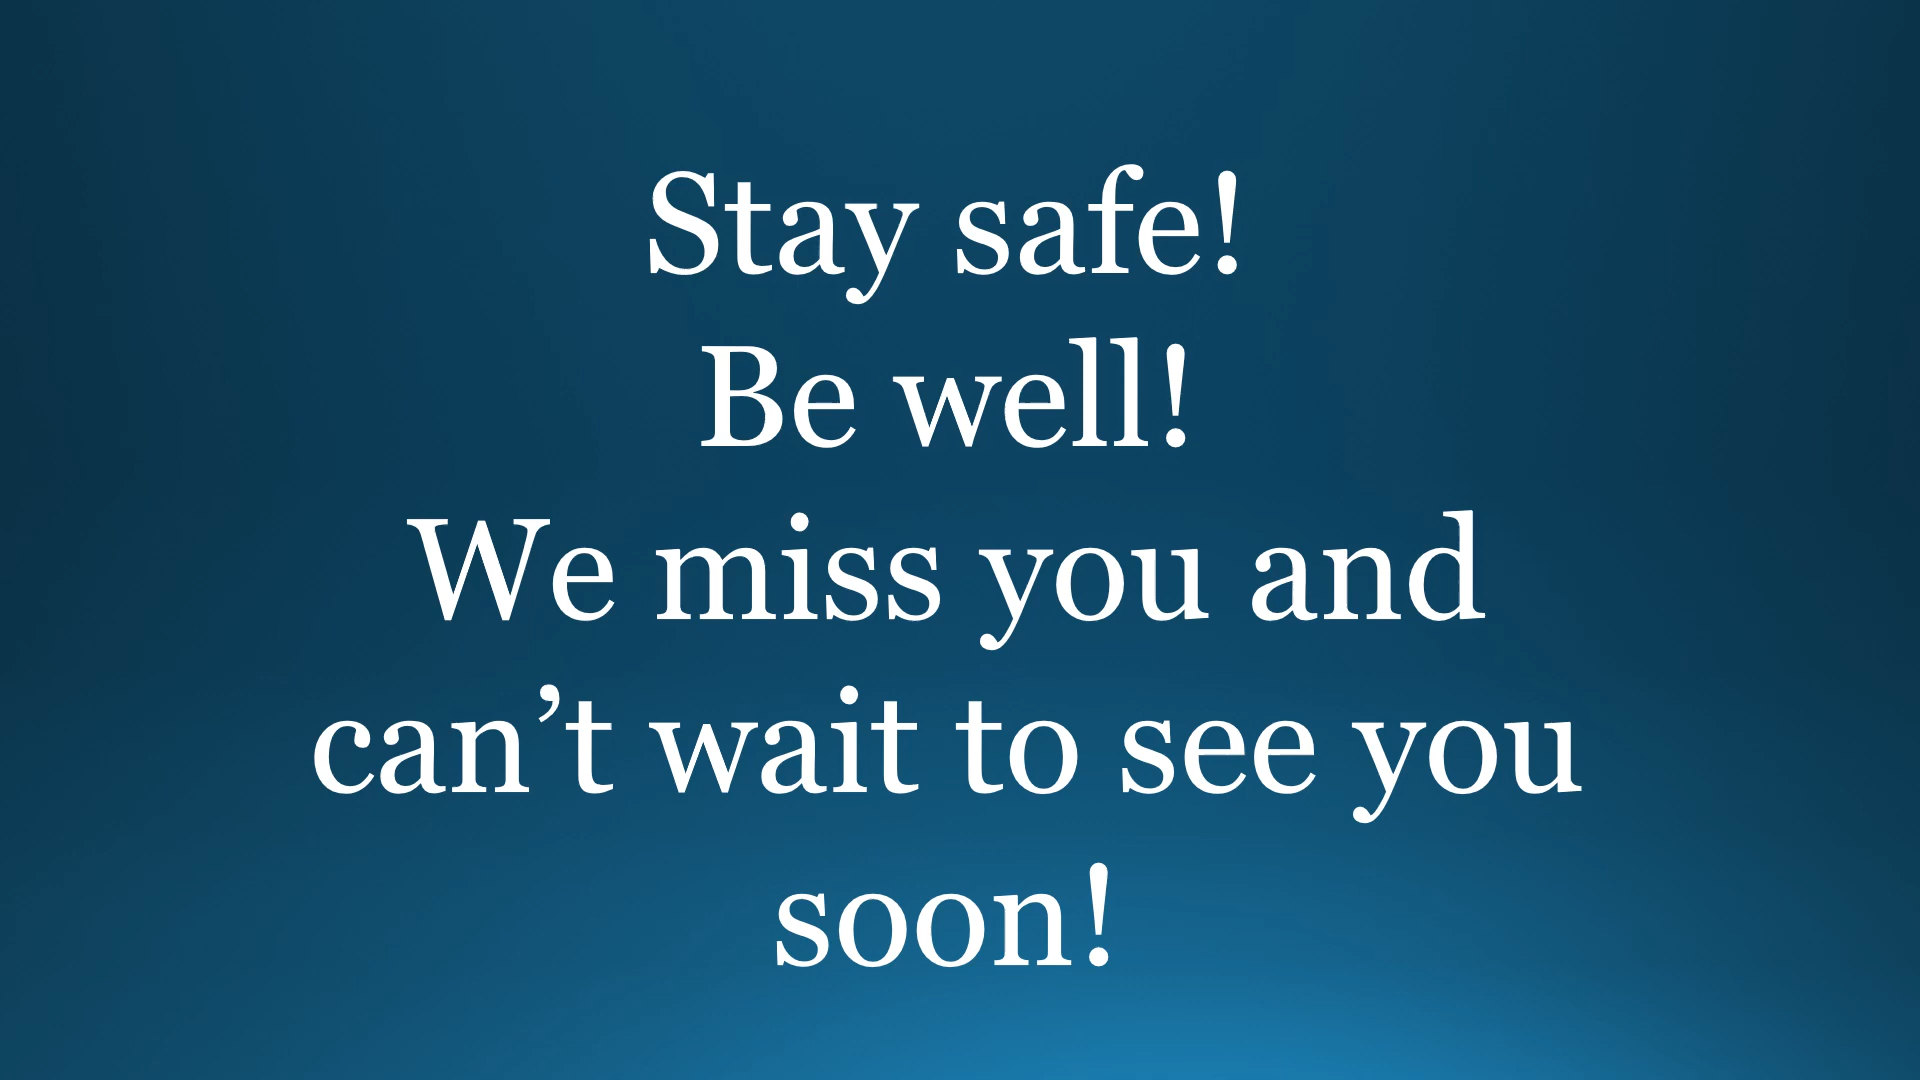 Stay safe!
Be well!
We miss you and
can’t wait to see you
soon!